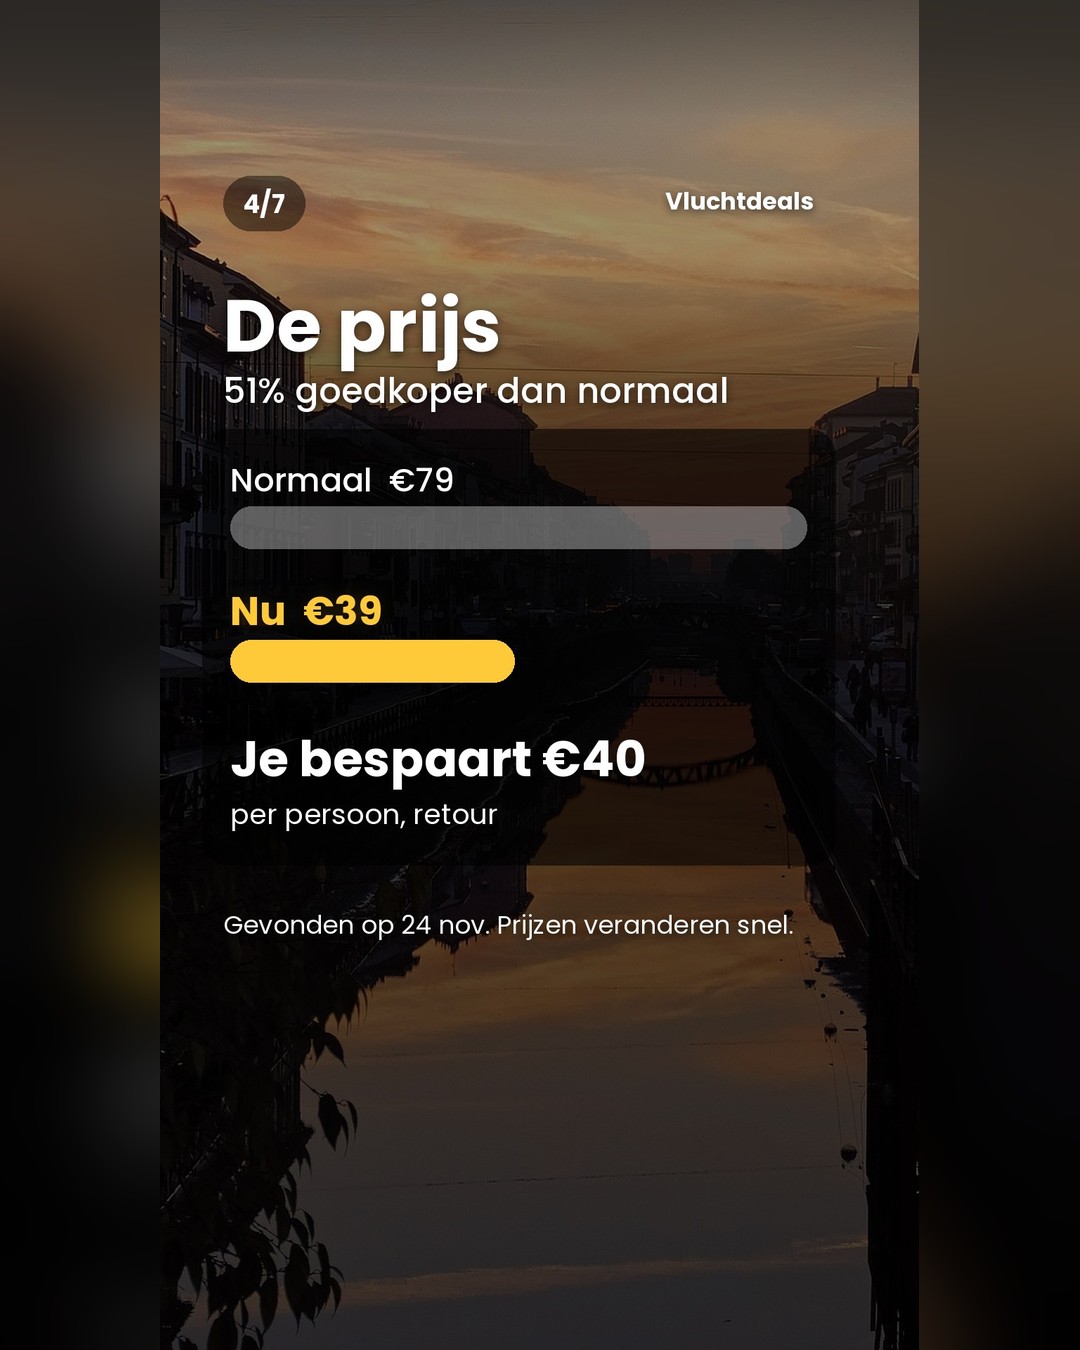 4/7
Vluchtdeals
De prijs
51% goedkoper dan normaal
Normaal €79
Nu €39
Je bespaart €40
per persoon, retour
Gevonden op 24 nov. Prijzen veranderen snel.